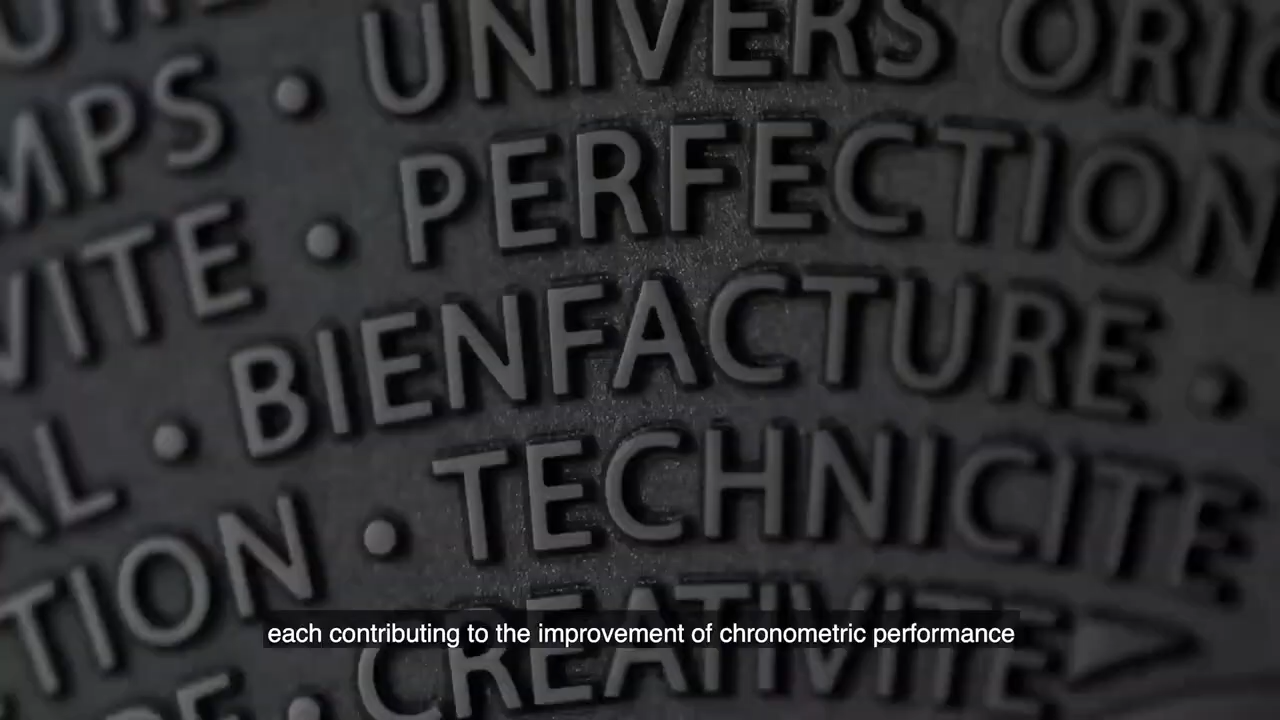 MPS • UNIVERS ORIG
VITE • PERFECTION
AL • BIENFACTURE •
TION • TECHNICITE
• CREATIVITE
each contributing to the improvement of chronometric performance